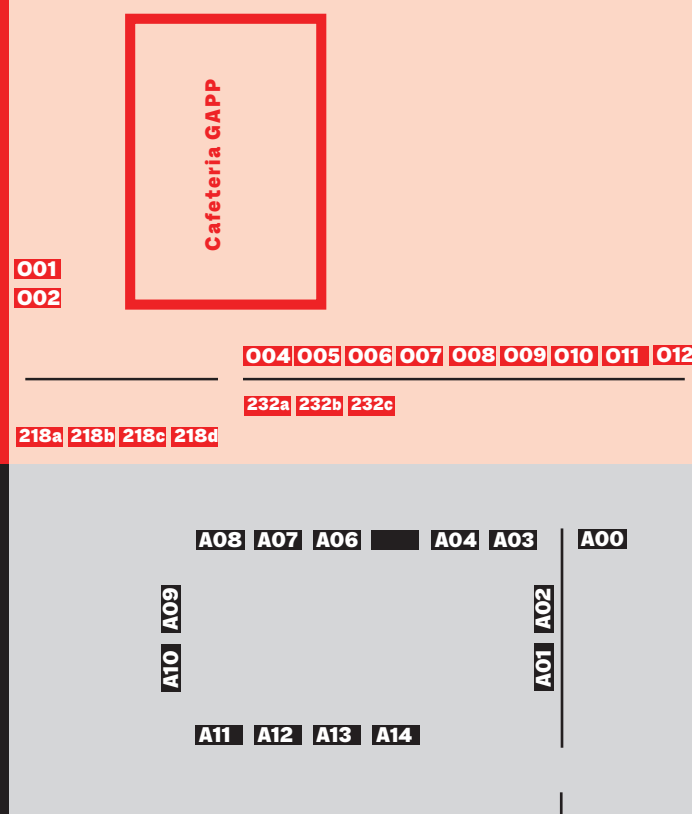 Cafeteria GAPP
O01
O02
O04 O05 O06 O07 O08 O09 O10 O11 O12
232a 232b 232c
218a 218b 218c 218d
A08 A07 A06 A04 A03 A00
A09 A02
A10 A01
A11 A12 A13 A14